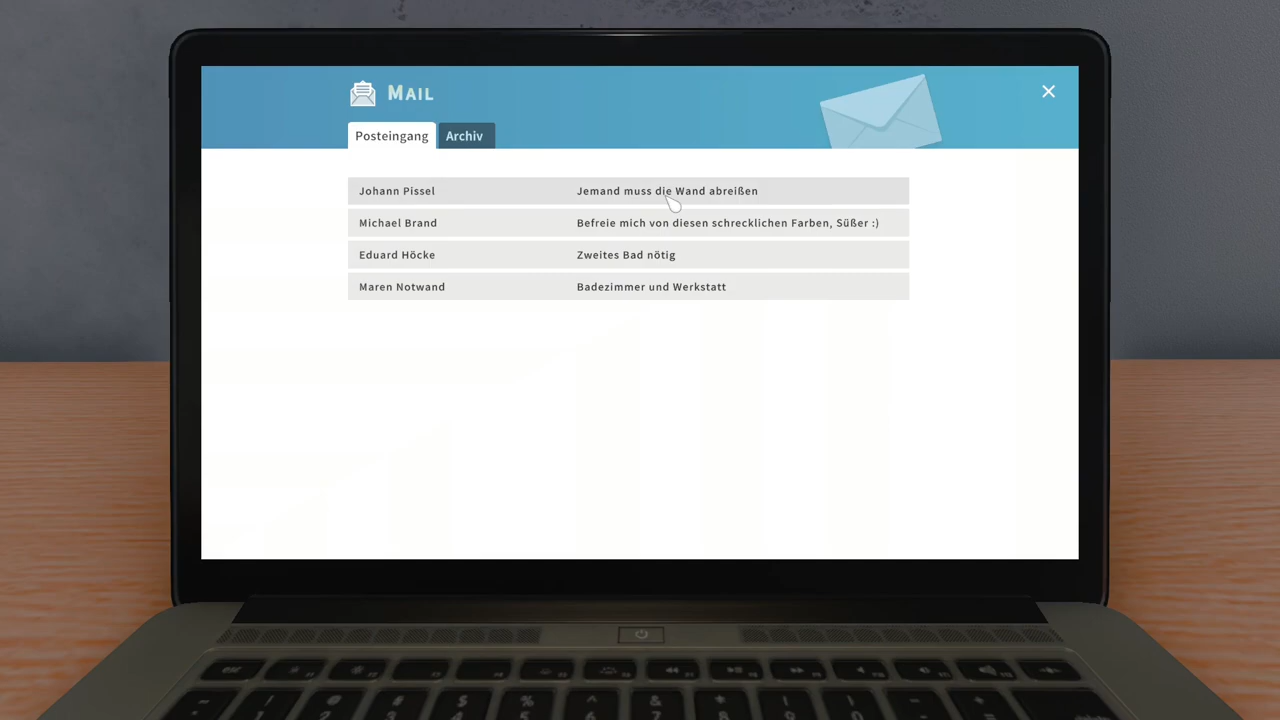 MAIL
Posteingang Archiv
Johann Pissel Jemand muss die Wand abreißen
Michael Brand Befreie mich von diesen schrecklichen Farben, Süßer :)
Eduard Höcke Zweites Bad nötig
Maren Notwand Badezimmer und Werkstatt